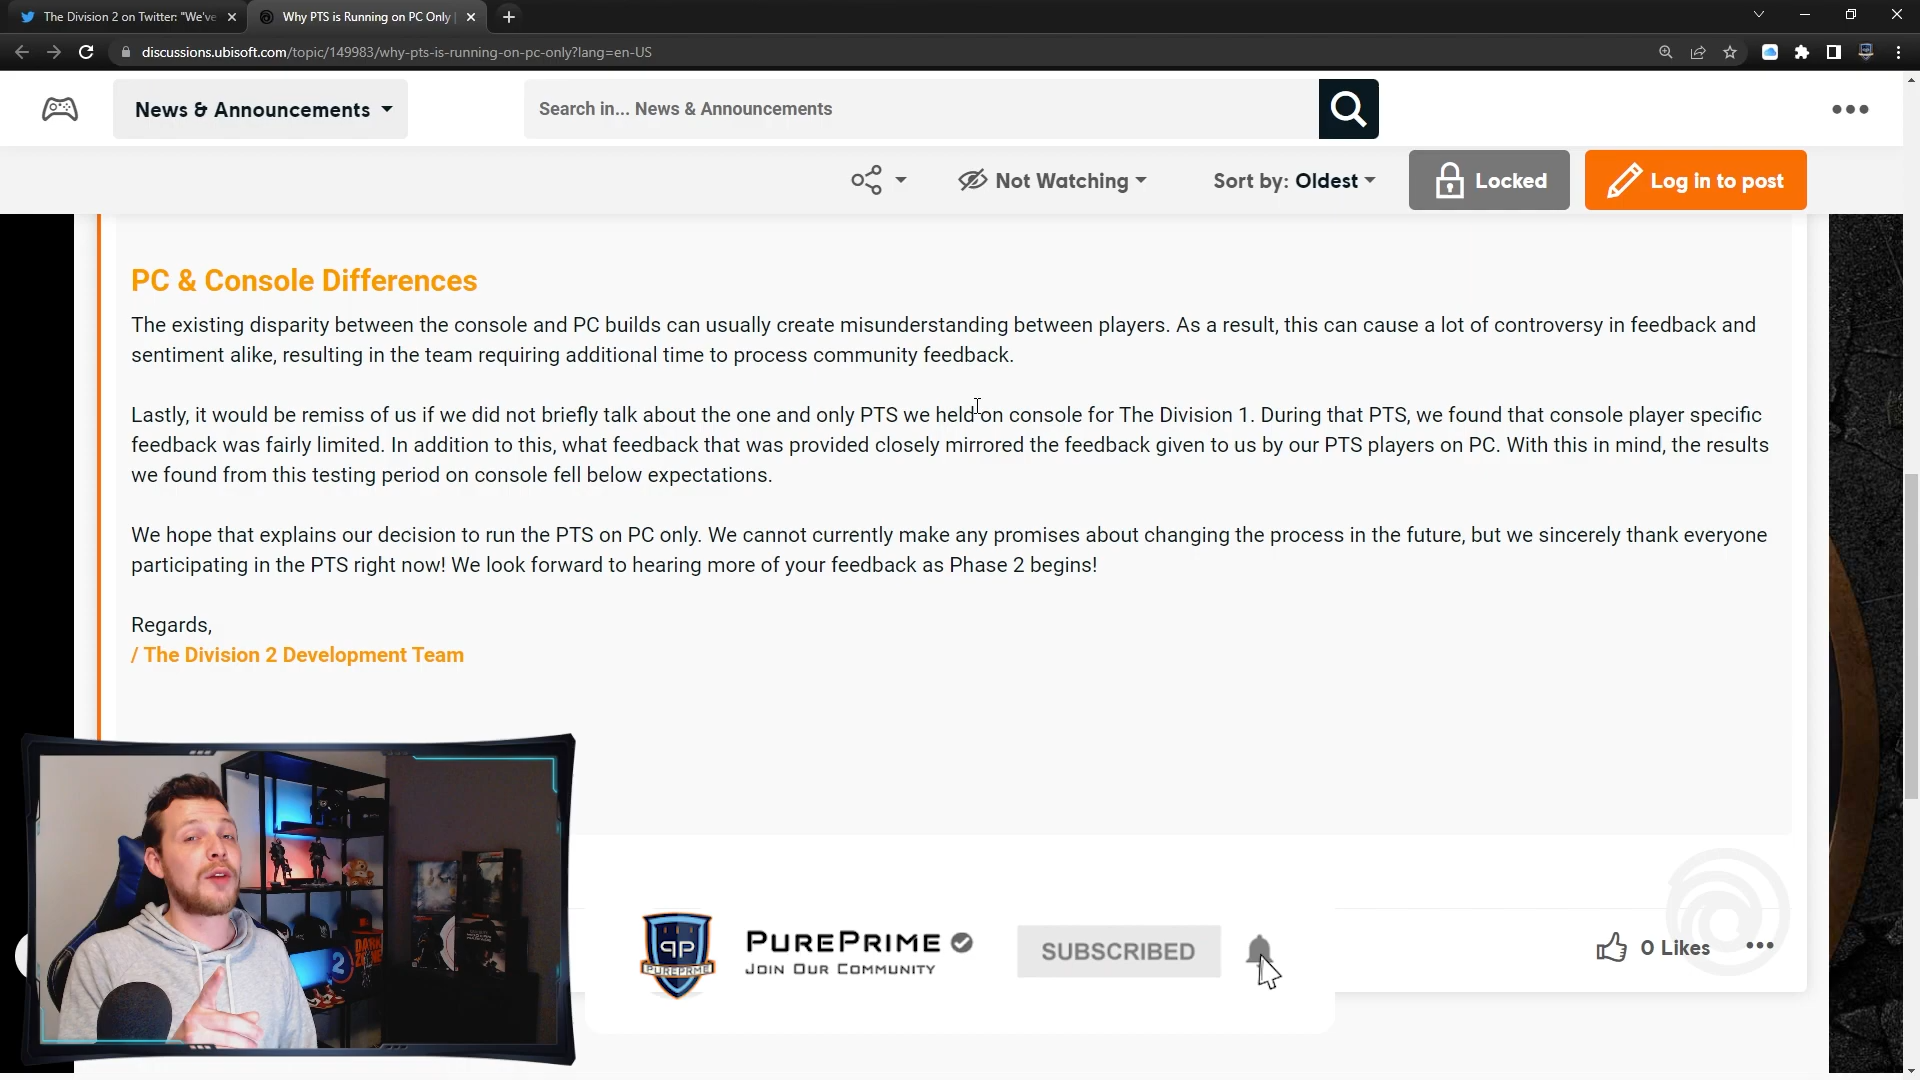 The Division 2 on Twitter: "We've
Why PTS is Running on PC Only |
discussions.ubisoft.com/topic/149983/why-pts-is-running-on-pc-only?lang=en-US
News & Announcements
Search in... News & Announcements
Not Watching
Sort by: Oldest
Locked
Log in to post
PC & Console Differences
The existing disparity between the console and PC builds can usually create misunderstanding between players. As a result, this can cause a lot of controversy in feedback and
sentiment alike, resulting in the team requiring additional time to process community feedback.
Lastly, it would be remiss of us if we did not briefly talk about the one and only PTS we held on console for The Division 1. During that PTS, we found that console player specific
feedback was fairly limited. In addition to this, what feedback that was provided closely mirrored the feedback given to us by our PTS players on PC. With this in mind, the results
we found from this testing period on console fell below expectations.
We hope that explains our decision to run the PTS on PC only. We cannot currently make any promises about changing the process in the future, but we sincerely thank everyone
participating in the PTS right now! We look forward to hearing more of your feedback as Phase 2 begins!
Regards,
/ The Division 2 Development Team
DARK
ZONE
2
PP
PUREPRIME
PUREPRIME
JOIN OUR COMMUNITY
SUBSCRIBED
0 Likes